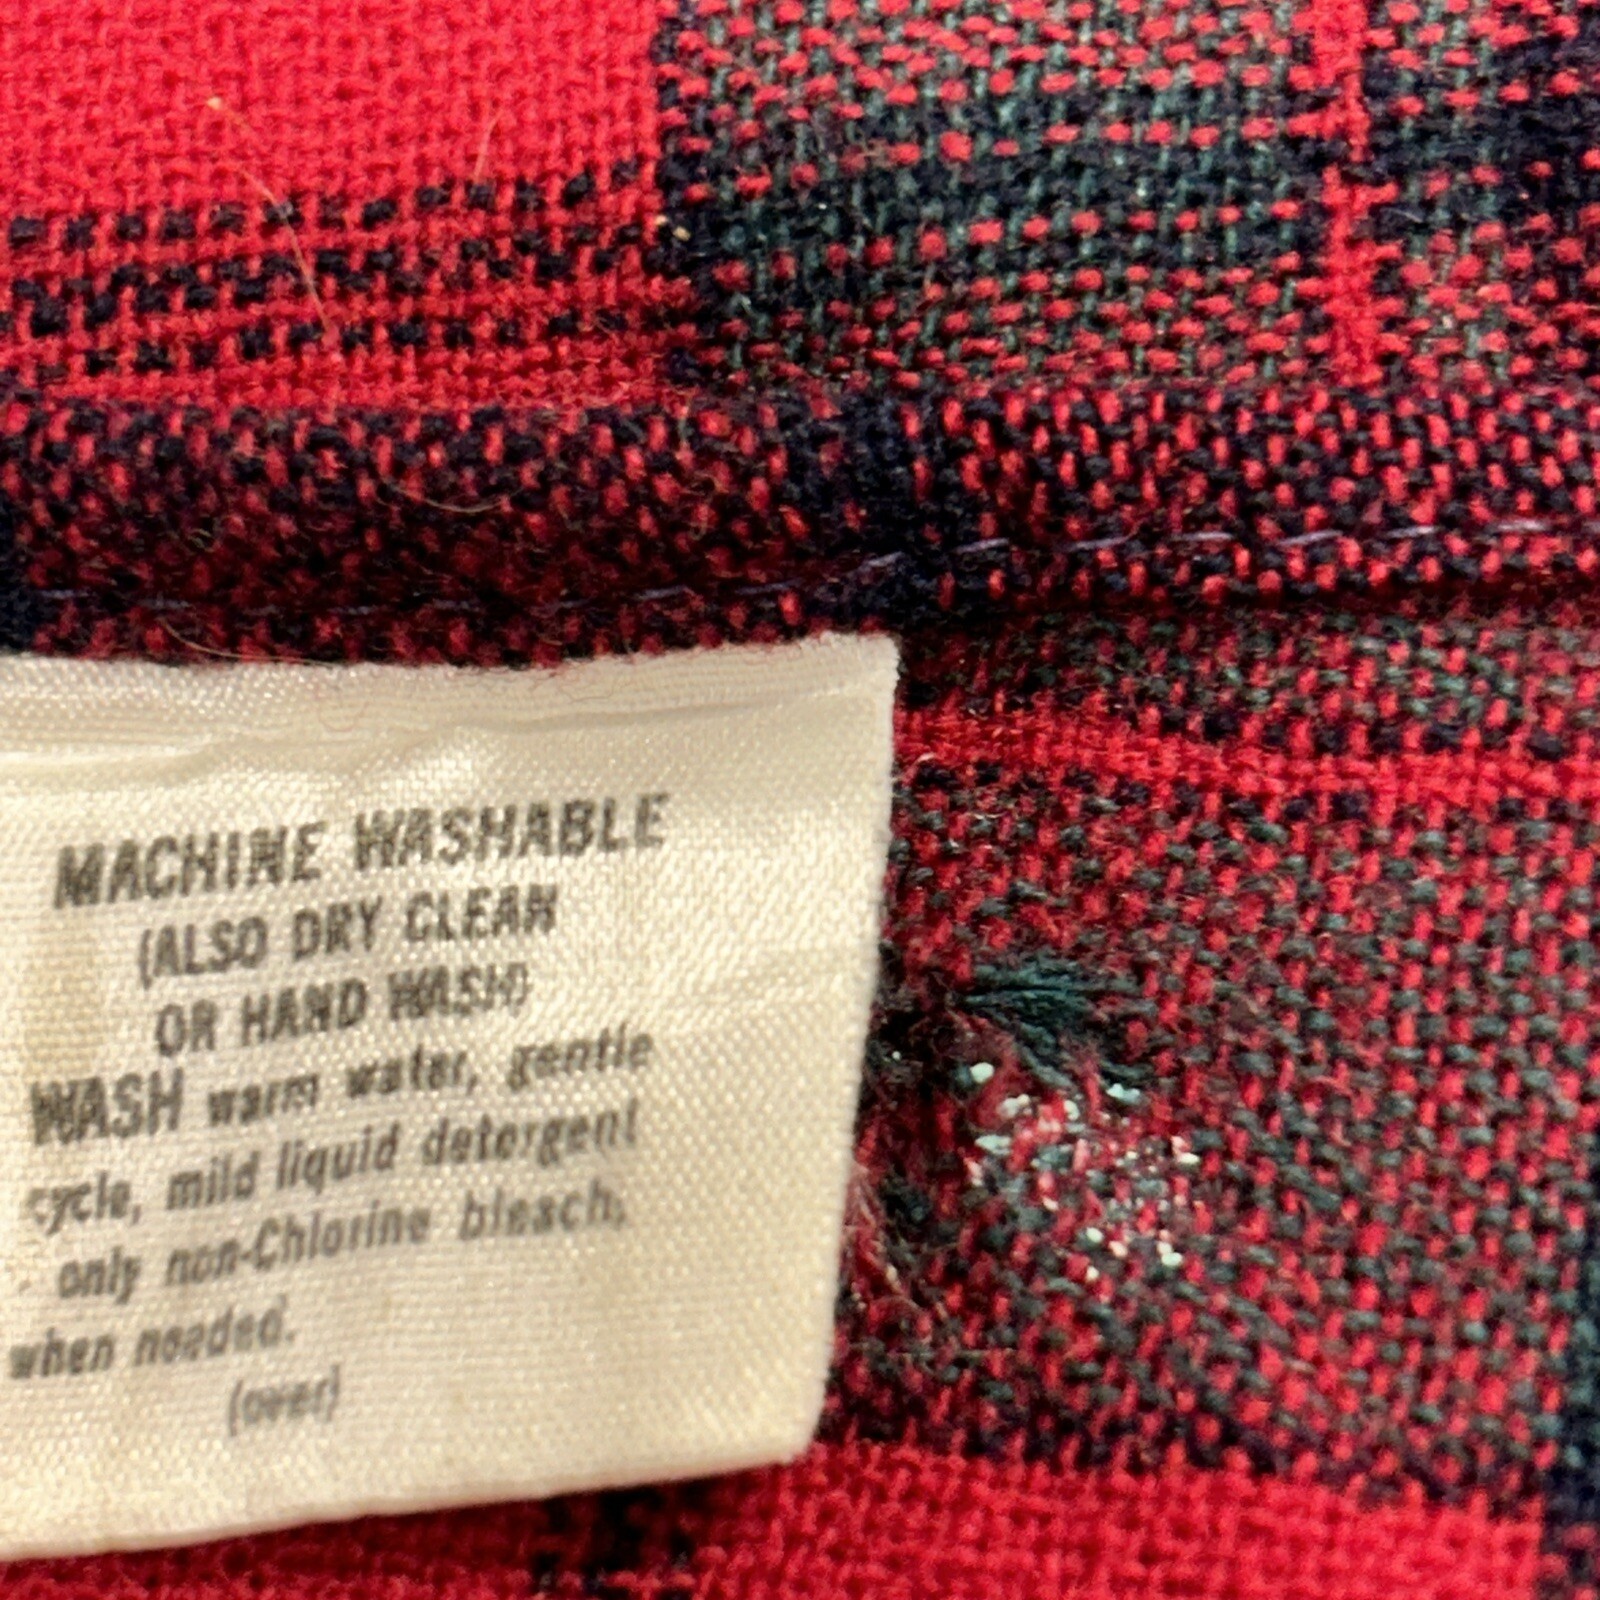 MACHINE WASHABLE
(ALSO DRY CLEAN
OR HAND WASH)
WASH warm water, gentle
cycle, mild liquid detergent
only non-Chlorine bleach,
when needed.
(over)